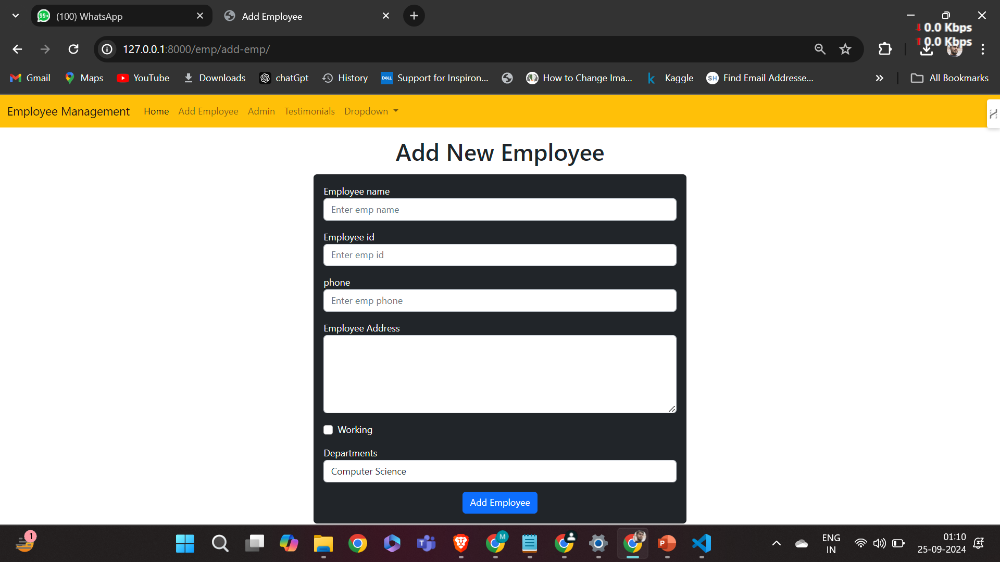 (100) WhatsApp
Add Employee
0.0 Kbps
0.0 Kbps
127.0.0.1:8000/emp/add-emp/
Gmail
Maps
YouTube
Downloads
chatGpt
History
DELL
Support for Inspiron...
How to Change Ima...
Kaggle
SH
Find Email Addresse...
All Bookmarks
Employee Management
Home
Add Employee
Admin
Testimonials
Dropdown
Add New Employee
Employee name
Enter emp name
Employee id
Enter emp id
phone
Enter emp phone
Employee Address
Working
Departments
Computer Science
Add Employee
1
M
ENG
IN
01:10
25-09-2024